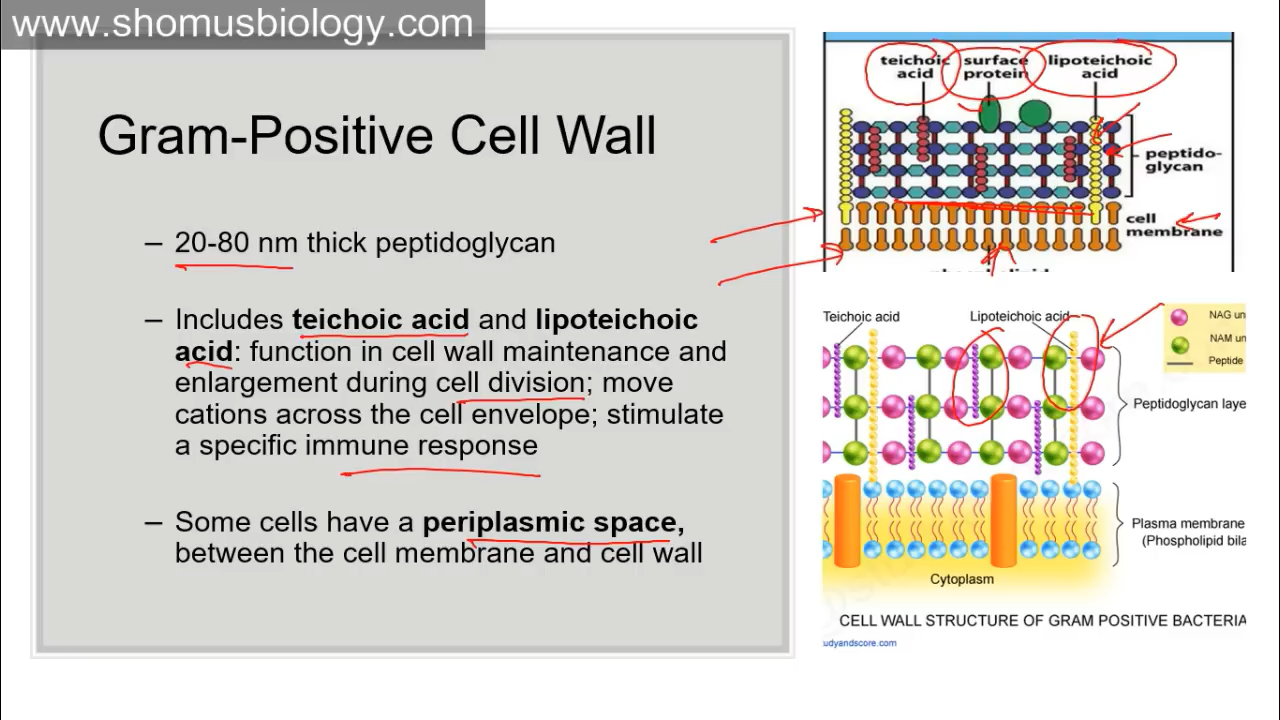 www.shomusbiology.com
Gram-Positive Cell Wall
– 20-80 nm thick peptidoglycan
– Includes teichoic acid and lipoteichoic
acid: function in cell wall maintenance and
enlargement during cell division; move
cations across the cell envelope; stimulate
a specific immune response
– Some cells have a periplasmic space,
between the cell membrane and cell wall
teichoic
acid
surface
protein
lipoteichoic
acid
peptido-
glycan
cell
membrane
Teichoic acid
Lipoteichoic acid
NAG un
NAM un
Peptide
Peptidoglycan laye
Plasma membrane
(Phospholipid bila
Cytoplasm
CELL WALL STRUCTURE OF GRAM POSITIVE BACTERIA
udyandscore.com